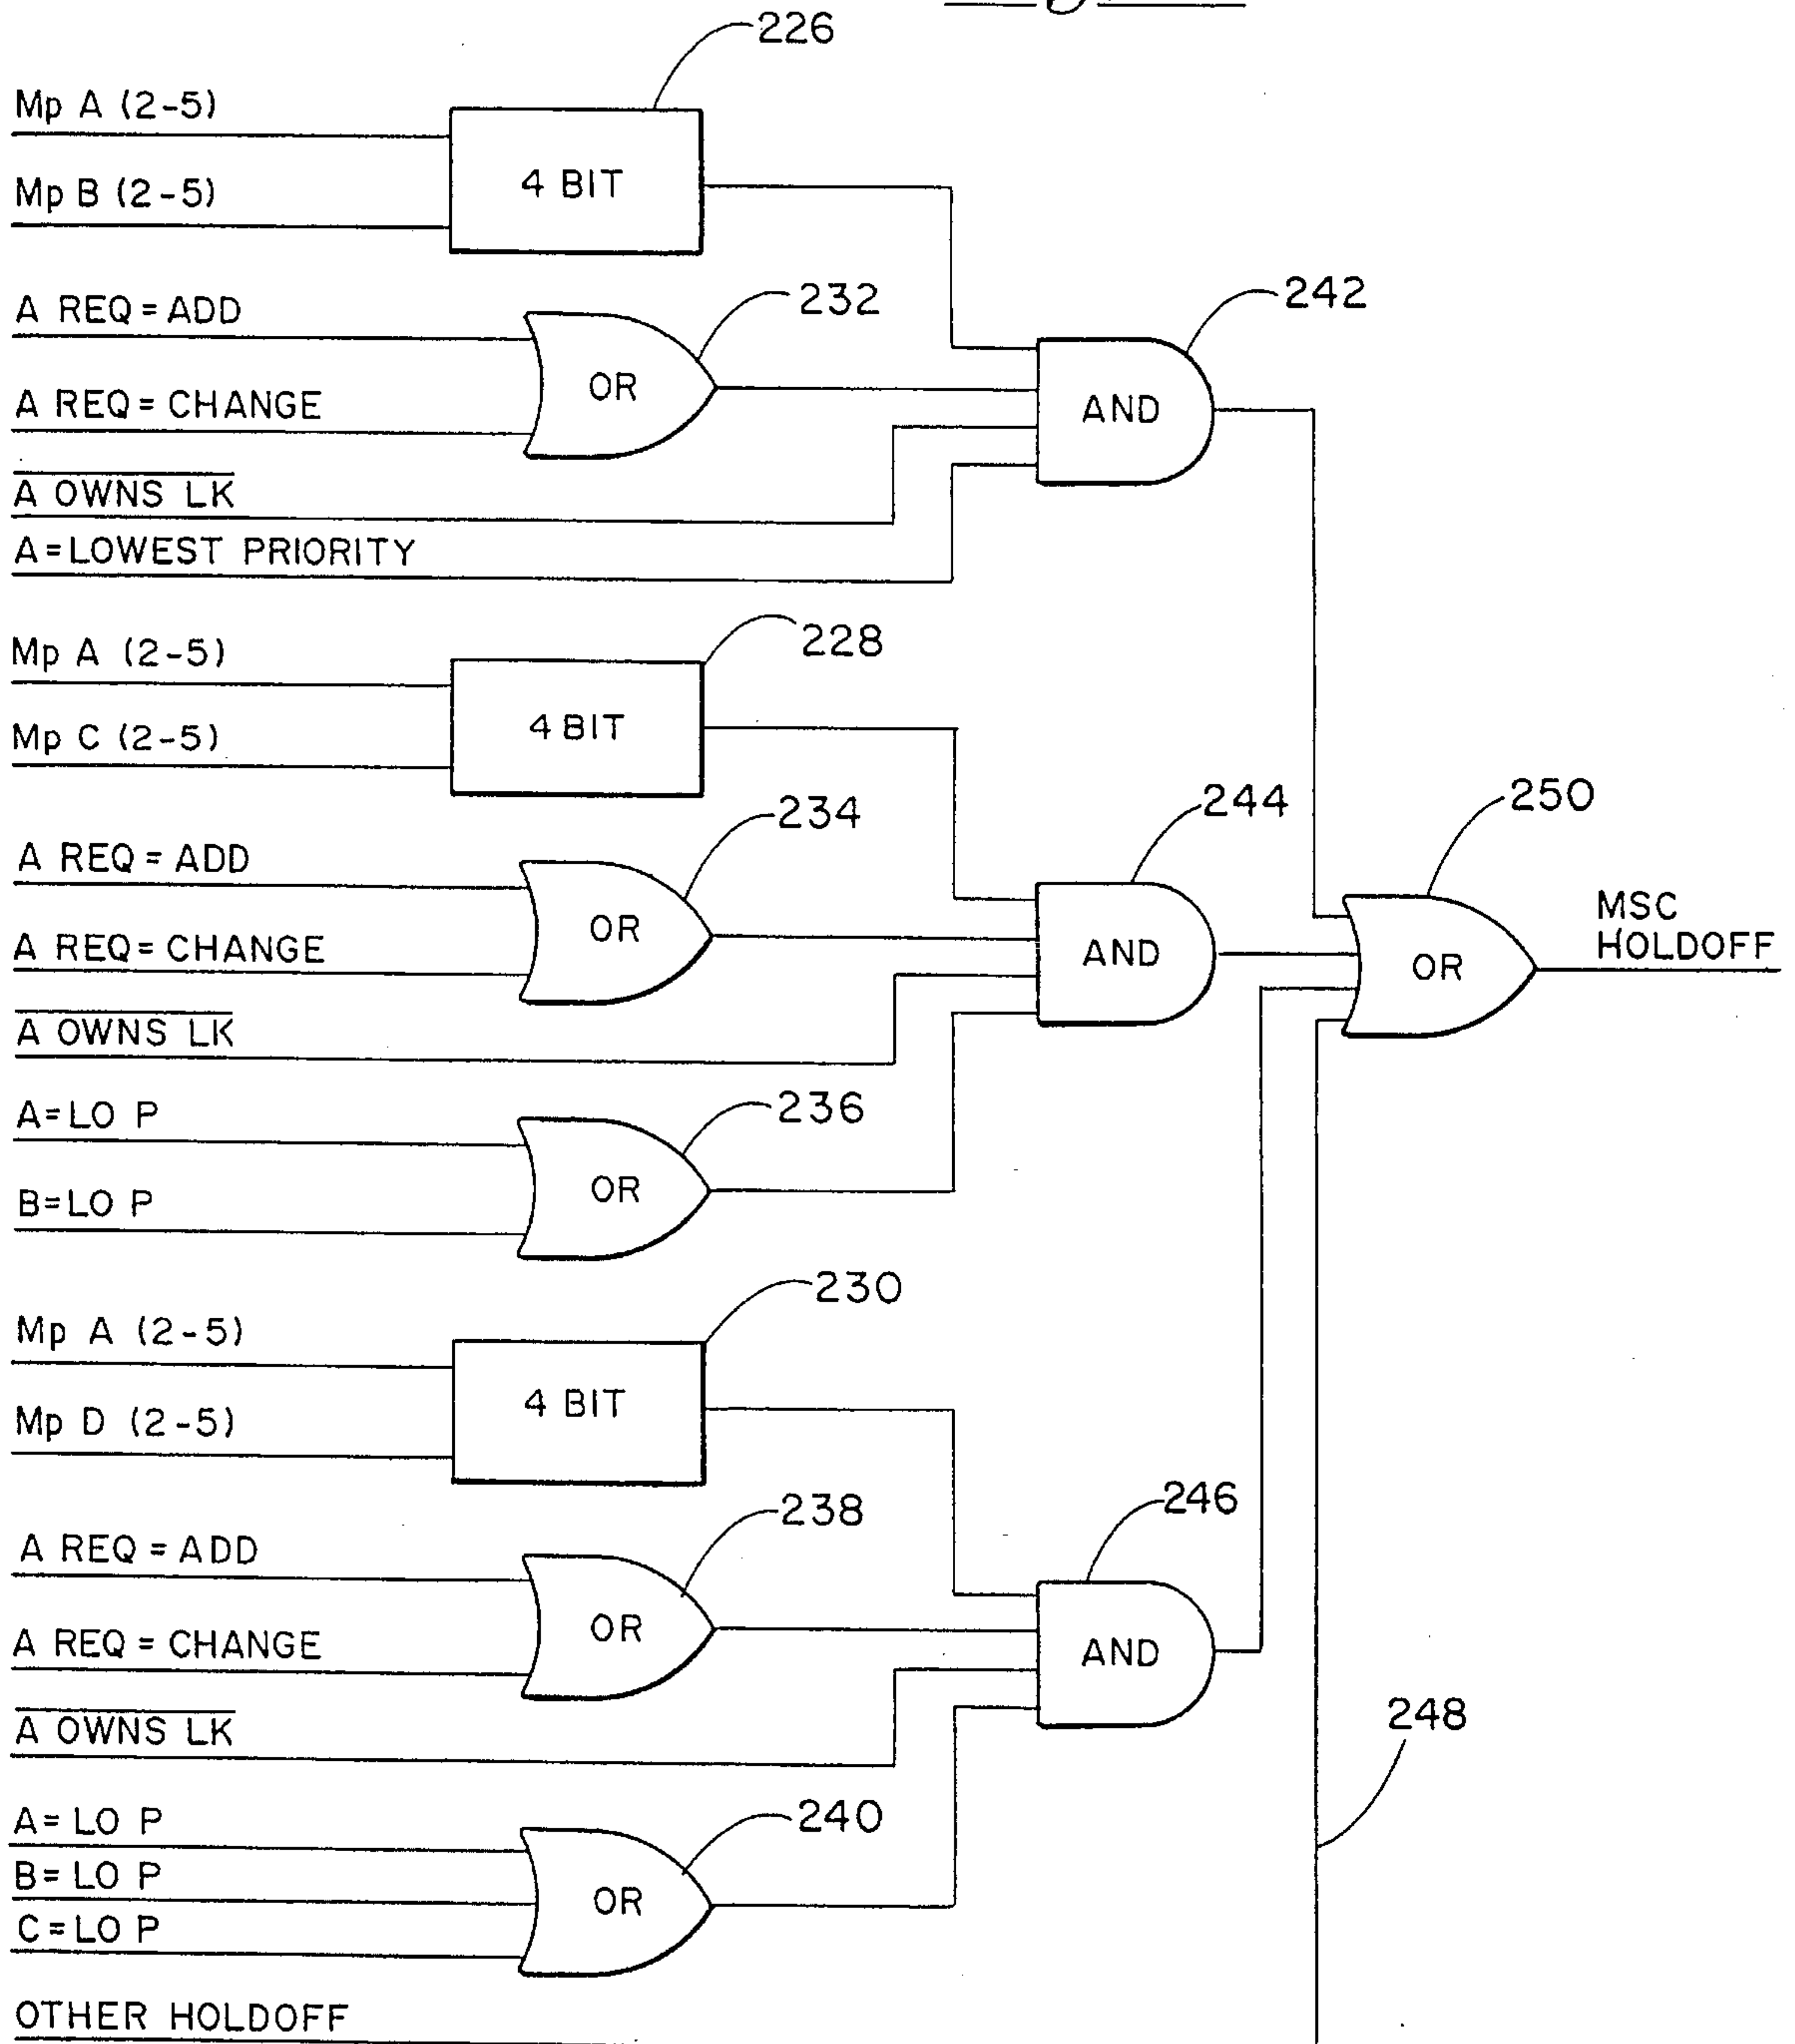 226
Mp A (2-5)
4 BIT
Mp B (2-5)
A REQ = ADD
232
242
OR
AND
A REQ = CHANGE
A OWNS LK
A = LOWEST PRIORITY
228
Mp A (2-5)
4 BIT
Mp C (2-5)
234
244
250
A REQ = ADD
OR
AND
MSC
HOLDOFF
OR
A REQ = CHANGE
A OWNS LK
A = LO P
236
OR
B = LO P
230
Mp A (2-5)
4 BIT
Mp D (2-5)
238
246
A REQ = ADD
OR
A REQ = CHANGE
AND
A OWNS LK
248
A = LO P
240
B = LO P
OR
C = LO P
OTHER HOLDOFF